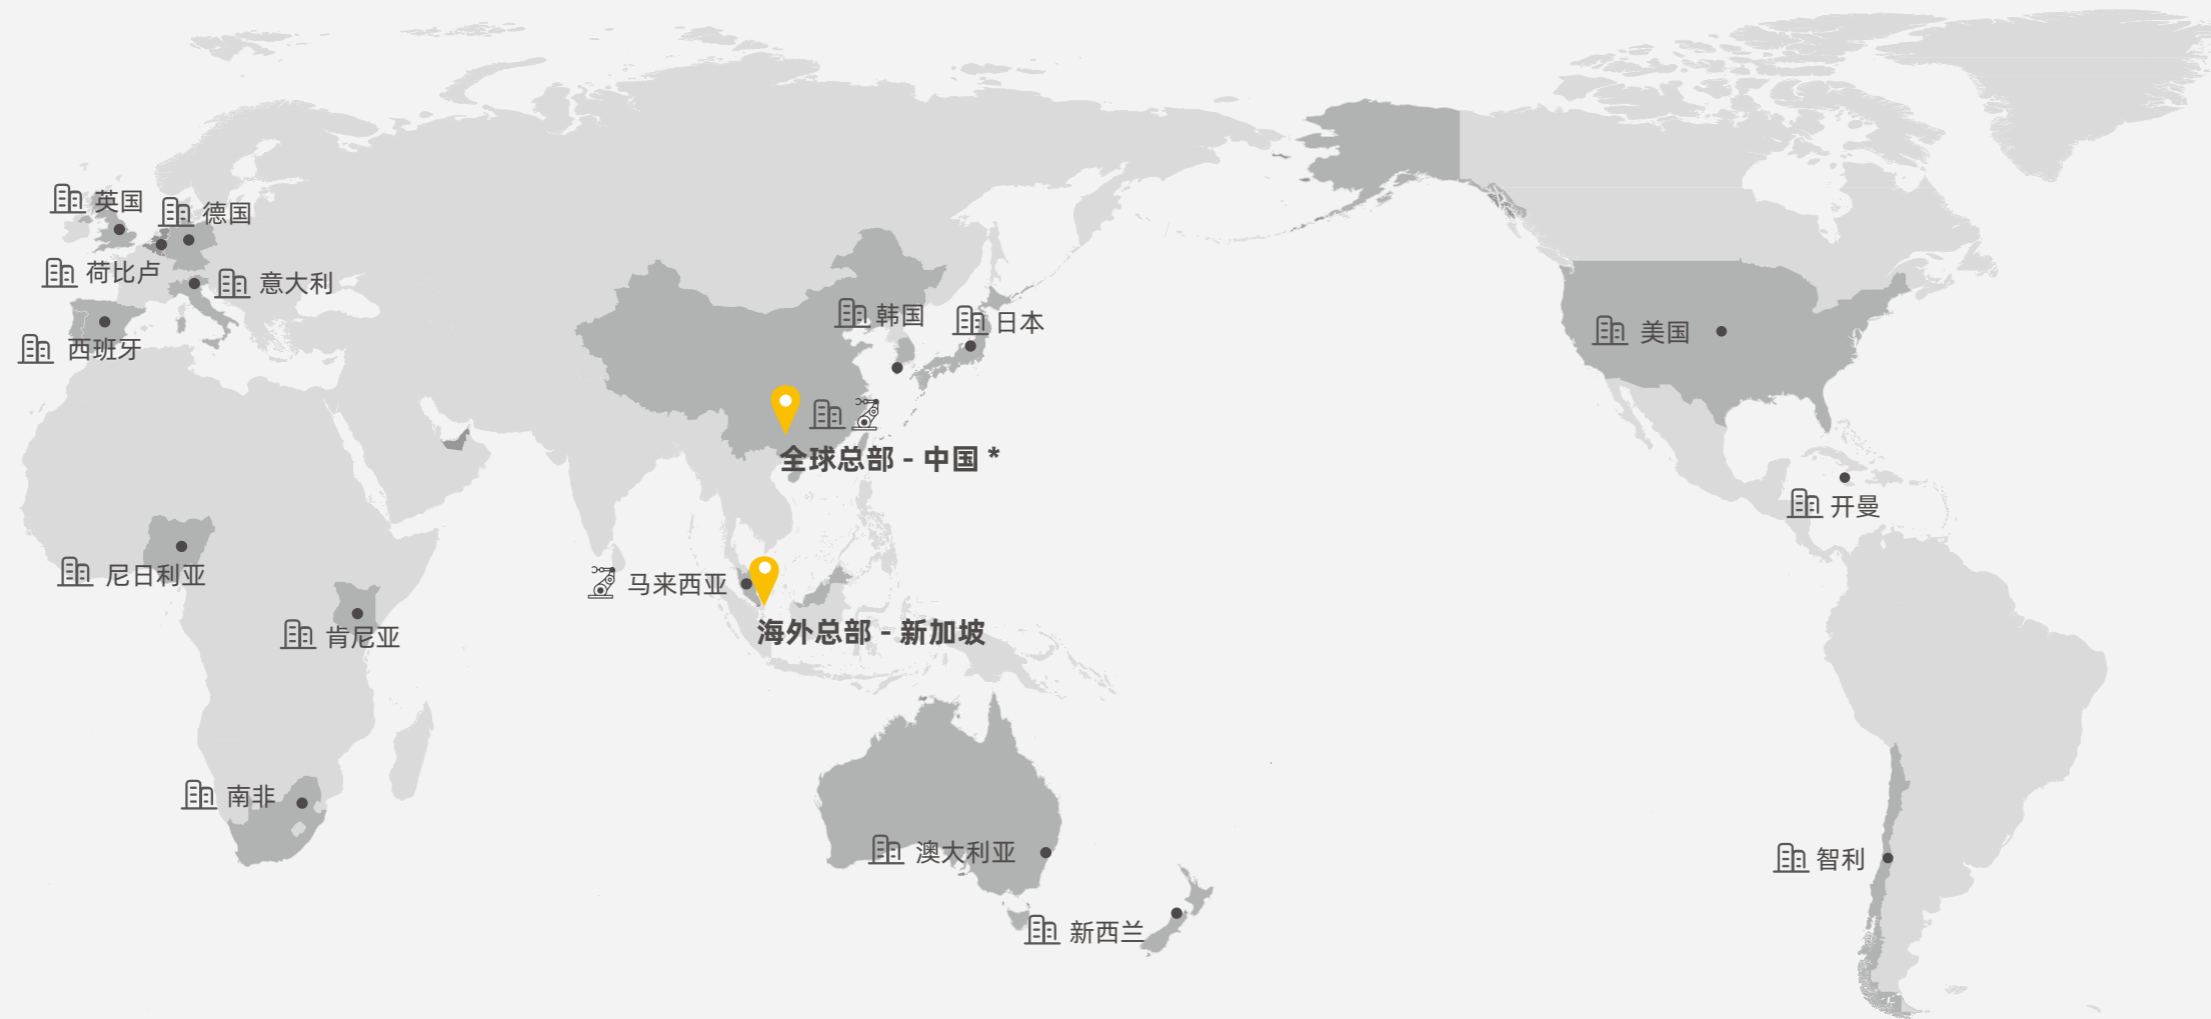 英国
德国
荷比卢
意大利
西班牙
韩国
日本
美国
全球总部 - 中国 *
开曼
尼日利亚
马来西亚
肯尼亚
海外总部 - 新加坡
南非
澳大利亚
智利
新西兰